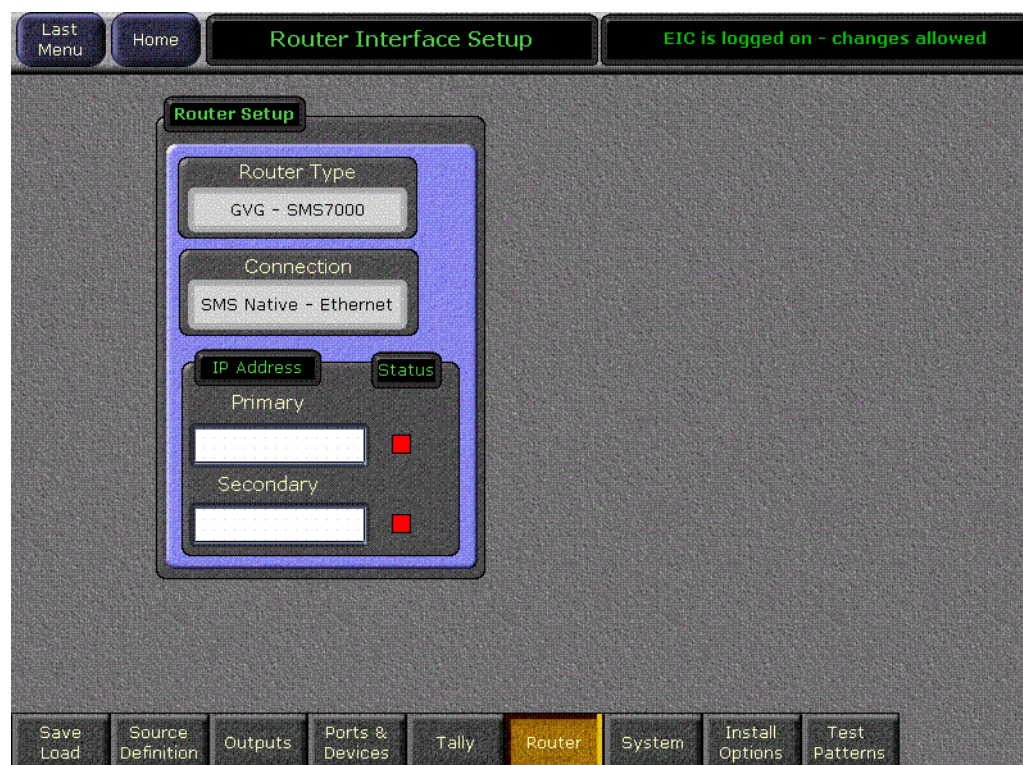 Last
Menu
Home
Router Interface Setup
EIC is logged on - changes allowed
Router Setup
Router Type
GVG - SMS7000
Connection
SMS Native - Ethernet
IP Address
Status
Primary
Secondary
Save
Load
Source
Definition
Outputs
Ports &
Devices
Tally
Router
System
Install
Options
Test
Patterns